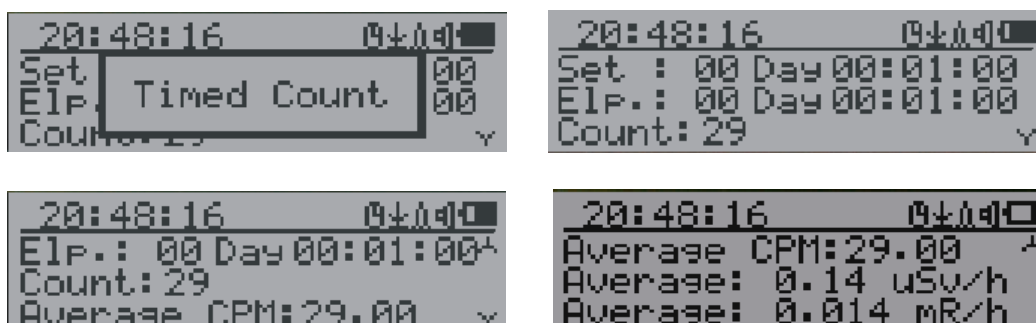 20:48:16
Set 00
Timed Count
Elp. 00
20:48:16
Set : 00 Day 00:01:00
Elp.: 00 Day 00:01:00
Count: 29
20:48:16
Elp.: 00 Day 00:01:00
Count: 29
Average CPM:29.00
20:48:16
Average CPM:29.00
Average: 0.14 uSv/h
Average: 0.014 mR/h